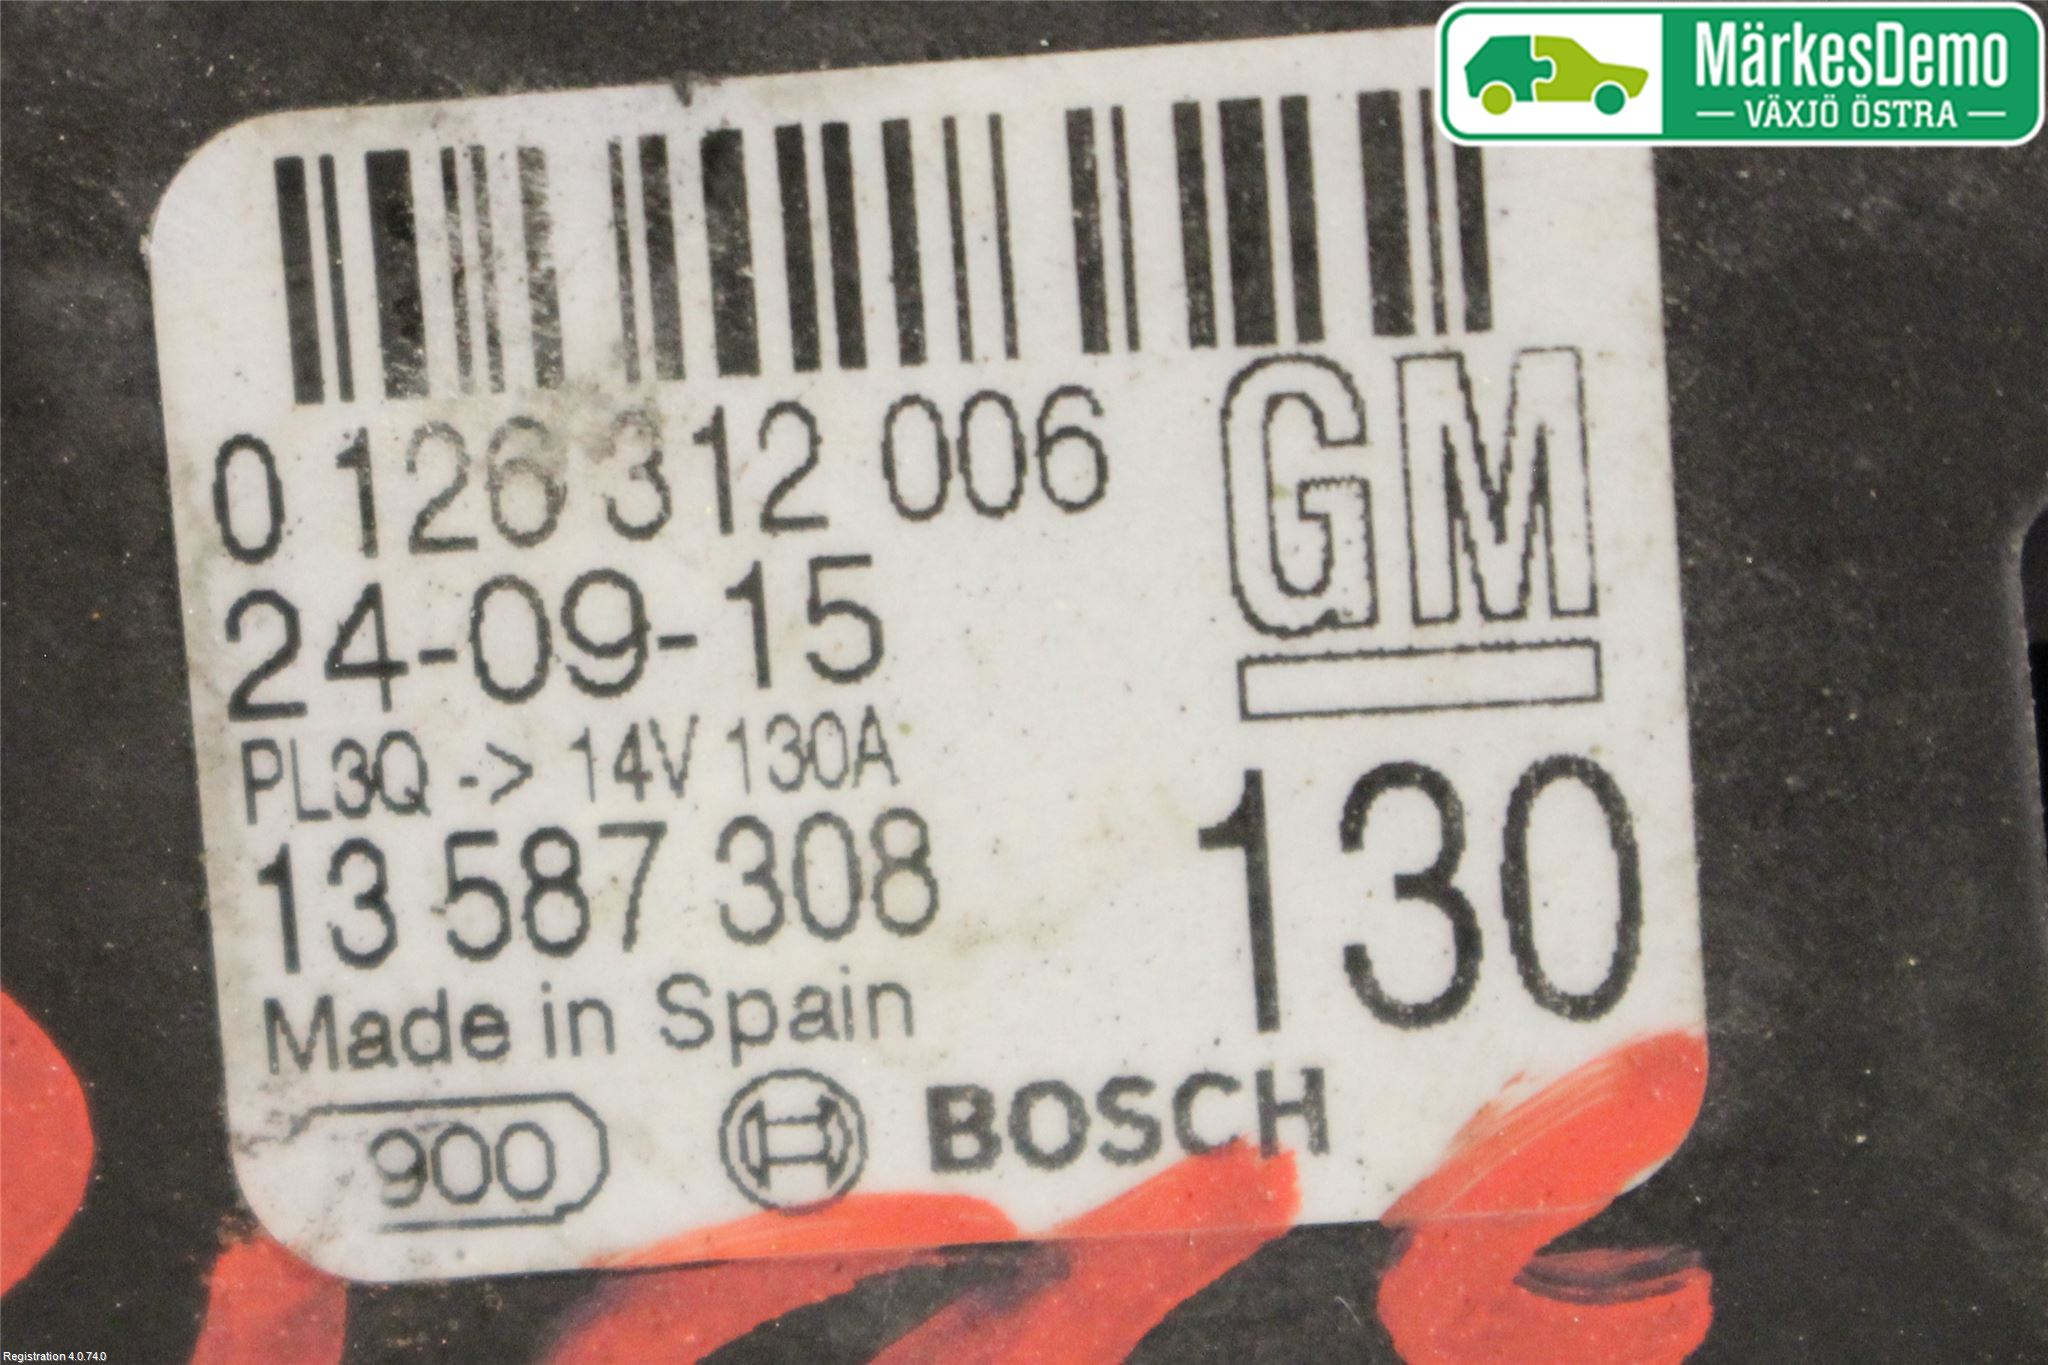 MärkesDemo
VÄXJÖ ÖSTRA
0 126 312 006
GM
24-09-15
PL3Q -> 14V 130A
13 587 308
130
Made in Spain
900
BOSCH
Registration 4.0.74.0